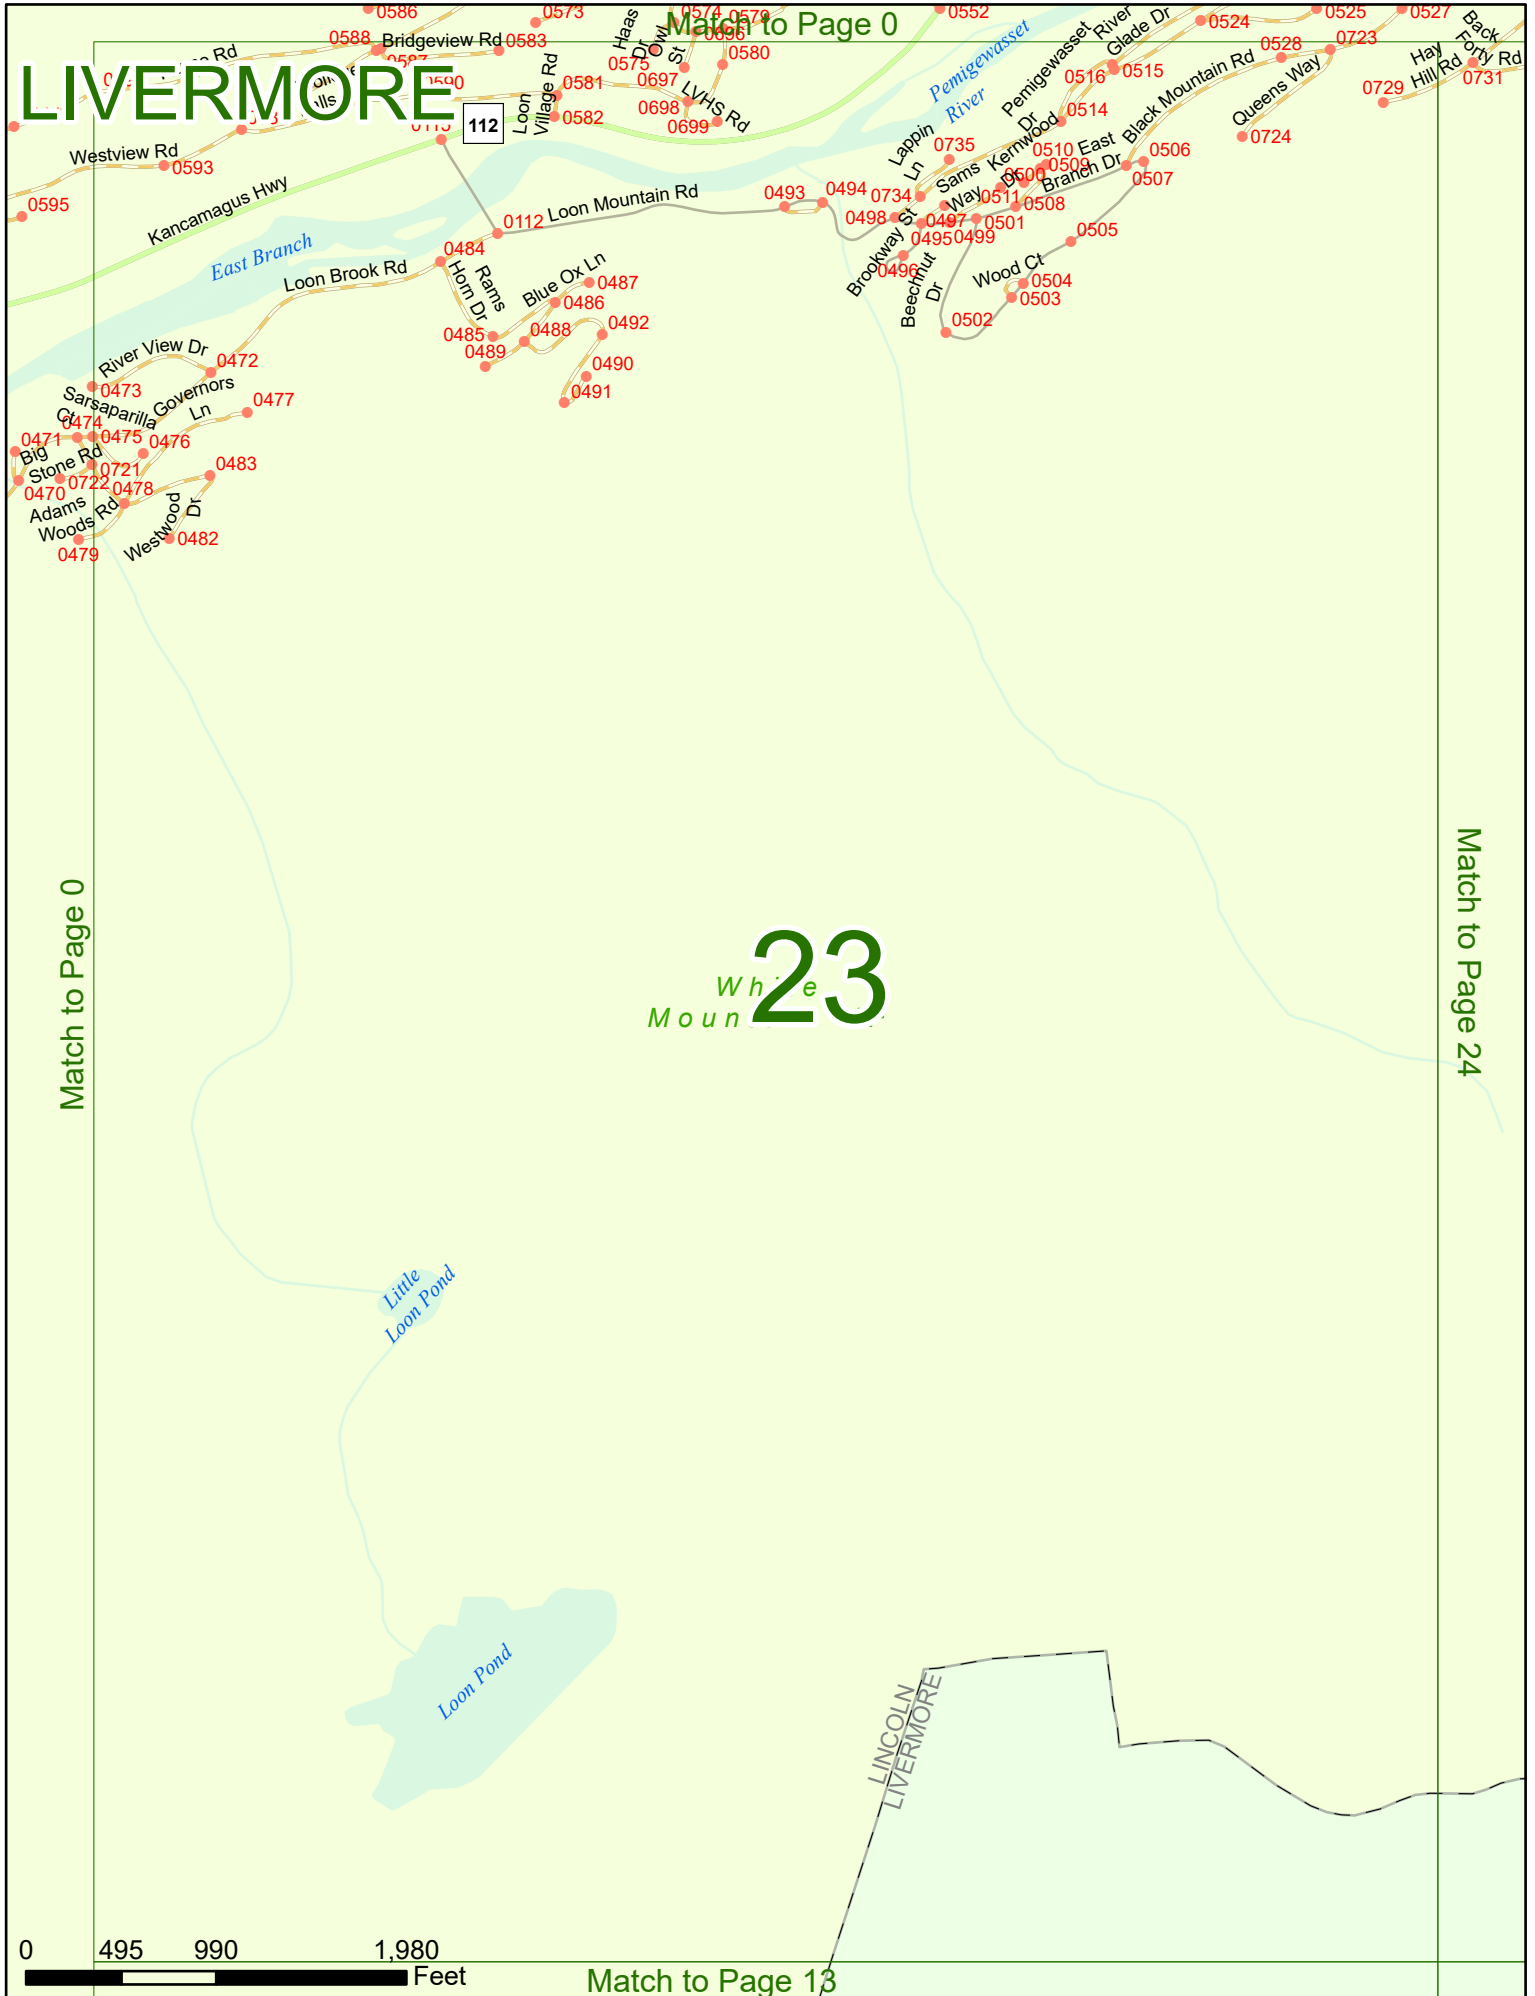 Match to Page 0
LIVERMORE
0586
0573
0574
0579
0552
0524
0525
0527
0588
Bridgeview Rd
0583
Haas
Dr
Owl
St
0580
0575
0697
0698
0699
LVHS Rd
0590
Loon
Village Rd
0581
0582
112
Pemigewasset
River
Pemigewasset
Dr
River
Glade Dr
0516
0515
0514
Black Mountain Rd
0528
0723
Queens Way
0724
0729
Hay
Hill Rd
Back
Forty Rd
0731
Rd
Westview Rd
0593
0595
Kancamagus Hwy
East Branch
Loon Mountain Rd
0112
0493
0494
Lappin
Ln
0735
0734
Sams
Way
Kernwood
Dr
0510
0509
0500
0511
East
Branch Dr
0506
0507
0508
0498
0497
0501
0495
0499
0496
Brookway St
Beechnut
Dr
0505
Wood Ct
0504
0503
0502
0484
Loon Brook Rd
Rams
Horn Dr
Blue Ox Ln
0487
0486
0485
0488
0492
0489
0490
0491
River View Dr
0472
0473
Sarsaparilla
Ct
Governors
Ln
0477
0471
0474
0475
0476
Big
Stone Rd
0721
0483
0470
0722
0478
Adams
Woods Rd
Westwood
Dr
0479
0482
Match to Page 0
Match to Page 24
23
Little
Loon Pond
Loon Pond
LINCOLN
LIVERMORE
0 495 990 1,980
Feet
Match to Page 13